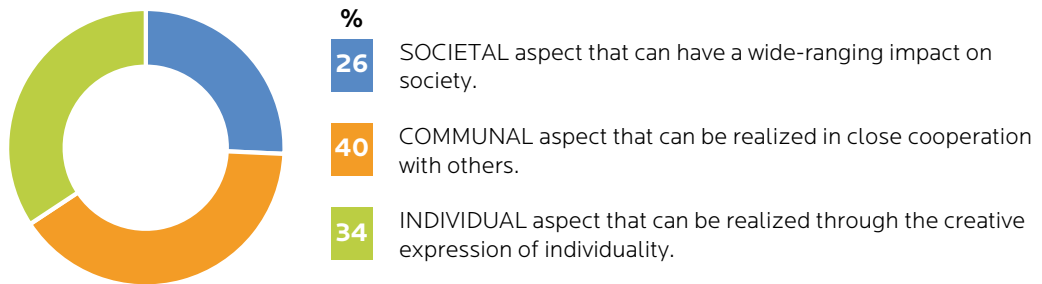 %
26
SOCIETAL aspect that can have a wide-ranging impact on
society.
40
COMMUNAL aspect that can be realized in close cooperation
with others.
34
INDIVIDUAL aspect that can be realized through the creative
expression of individuality.